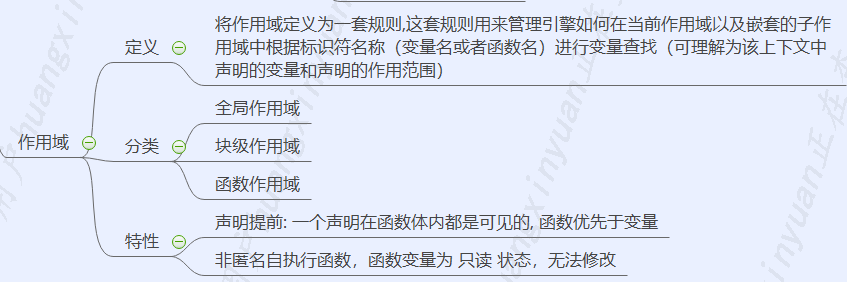 将作用域定义为一套规则,这套规则用来管理引擎如何在当前作用域以及嵌套的子作
定义
用域中根据标识符名称（变量名或者函数名）进行变量查找（可理解为该上下文中
声明的变量和声明的作用范围）
全局作用域
作用域
分类
块级作用域
函数作用域
声明提前: 一个声明在函数体内都是可见的, 函数优先于变量
特性
非匿名自执行函数，函数变量为 只读 状态，无法修改